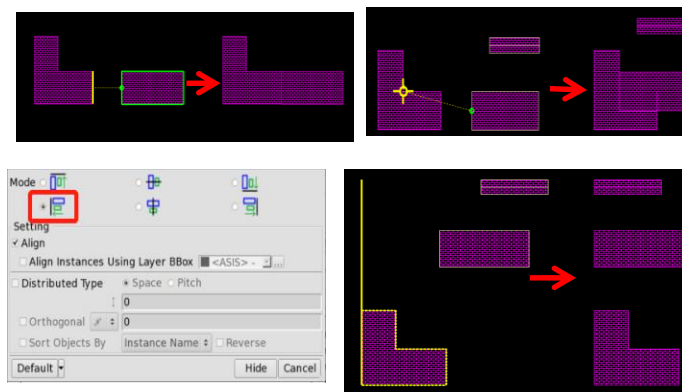 Mode
Setting
Align
Align Instances Using Layer BBox <ASIS> - ...
Distributed Type Space Pitch
0
Orthogonal 0
Sort Objects By Instance Name Reverse
Default Hide Cancel